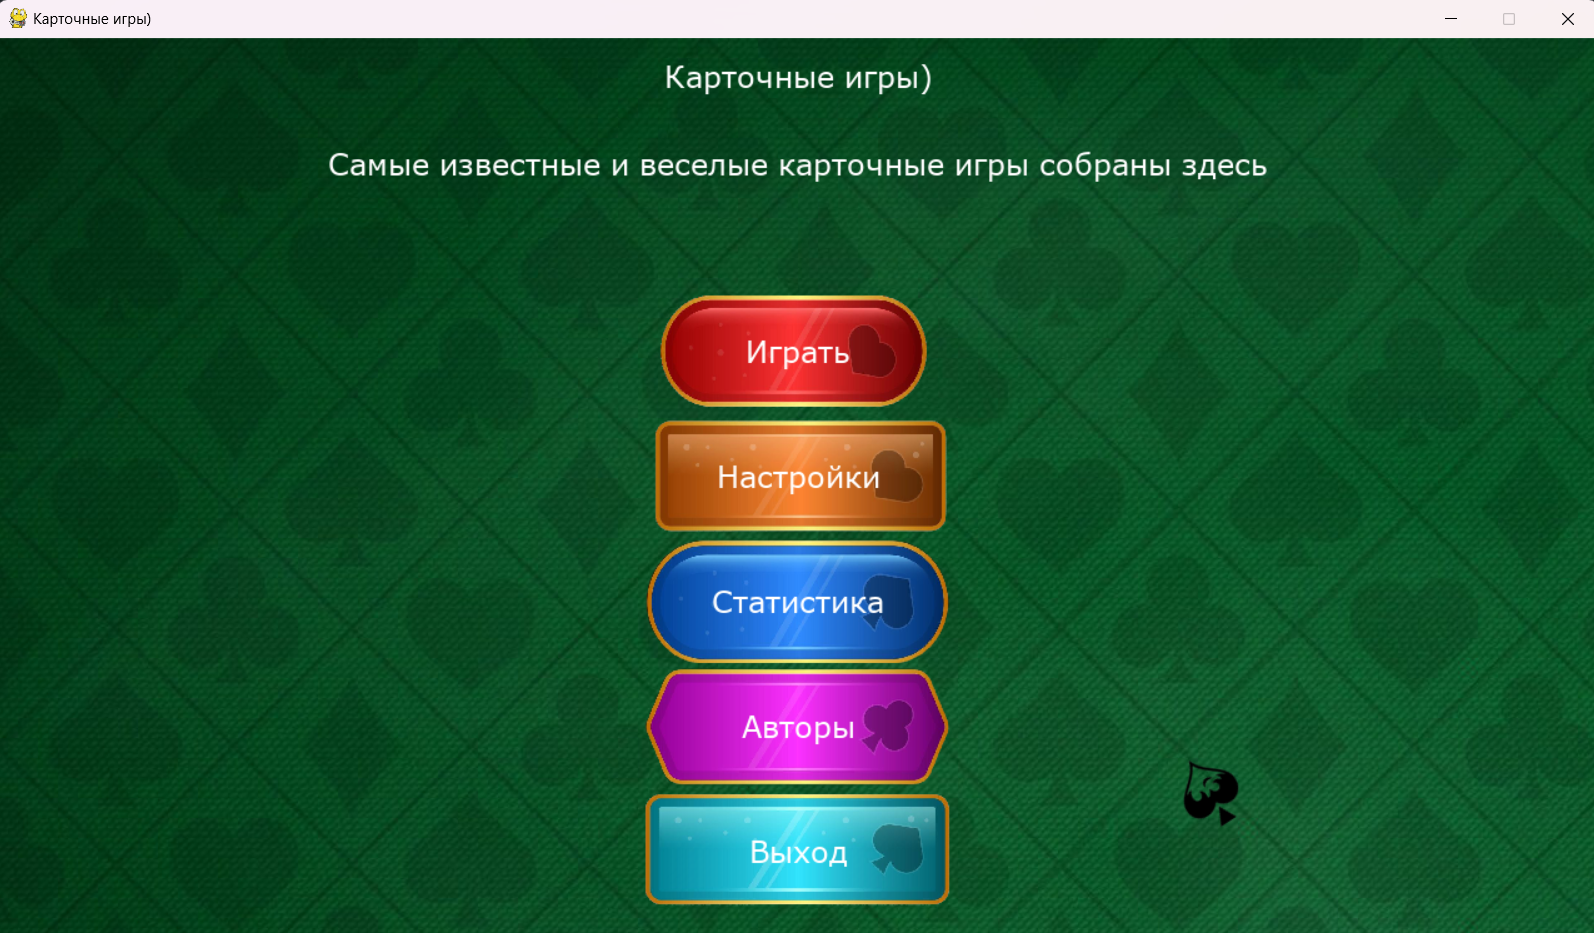 Карточные игры)
Карточные игры)
Самые известные и веселые карточные игры собраны здесь
Играть
Настройки
Статистика
Авторы
Выход